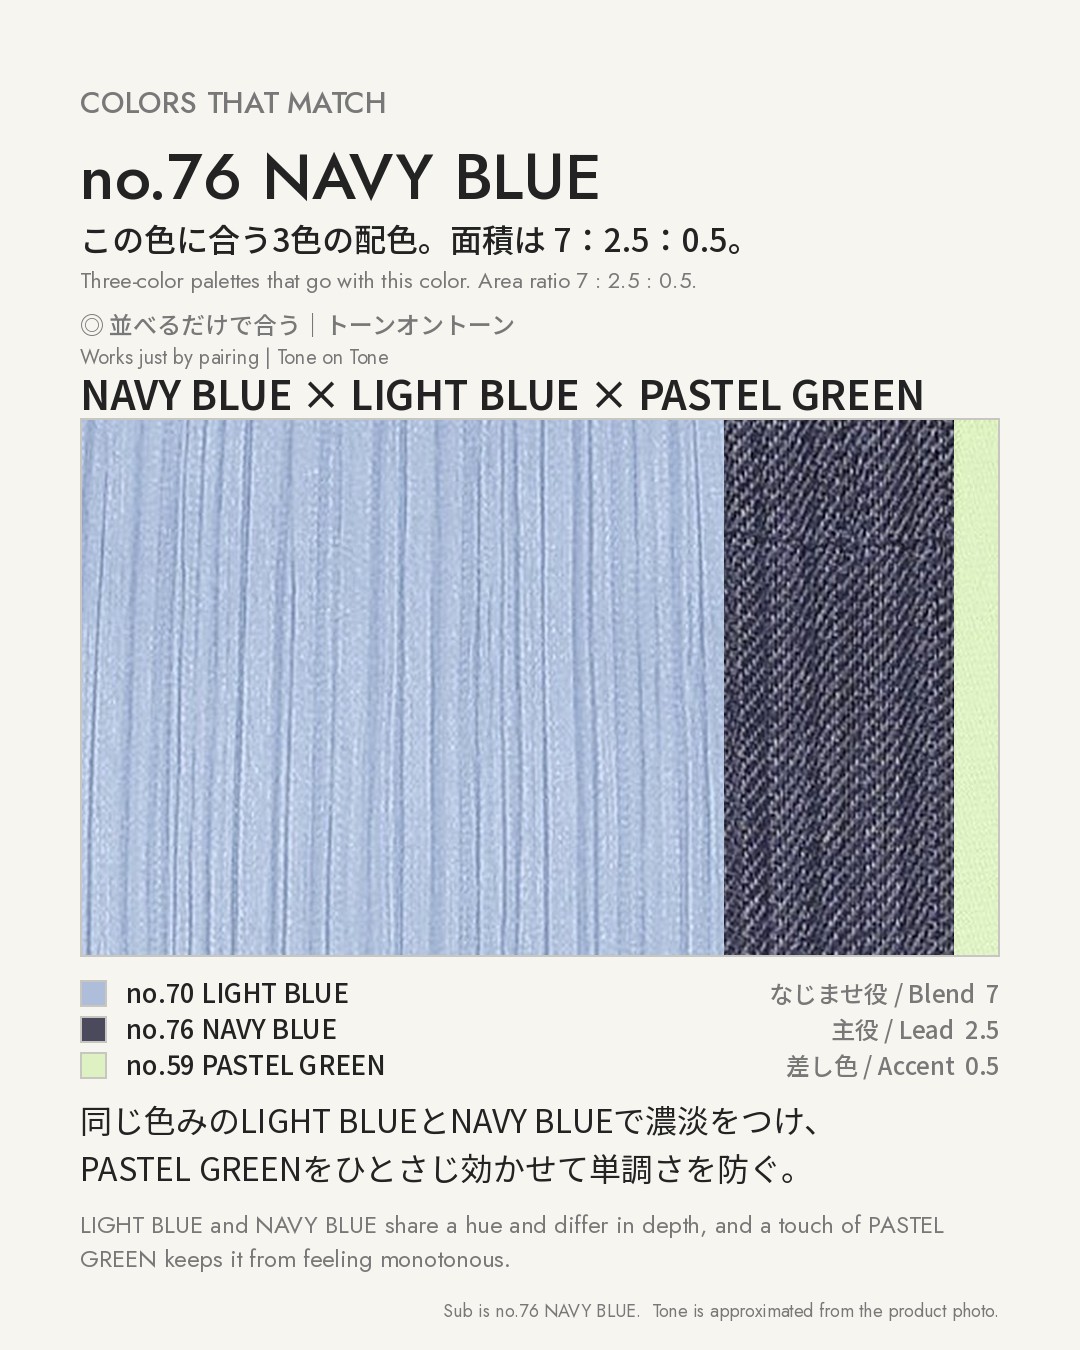 COLORS THAT MATCH
no.76 NAVY BLUE
この色に合う3色の配色。面積は 7：2.5：0.5。
Three-color palettes that go with this color. Area ratio 7 : 2.5 : 0.5.
◎ 並べるだけで合う｜トーンオントーン
Works just by pairing | Tone on Tone
NAVY BLUE × LIGHT BLUE × PASTEL GREEN
no.70 LIGHT BLUE なじませ役 / Blend 7
no.76 NAVY BLUE 主役 / Lead 2.5
no.59 PASTEL GREEN 差し色 / Accent 0.5
同じ色みのLIGHT BLUEとNAVY BLUEで濃淡をつけ、
PASTEL GREENをひとさじ効かせて単調さを防ぐ。
LIGHT BLUE and NAVY BLUE share a hue and differ in depth, and a touch of PASTEL
GREEN keeps it from feeling monotonous.
Sub is no.76 NAVY BLUE. Tone is approximated from the product photo.